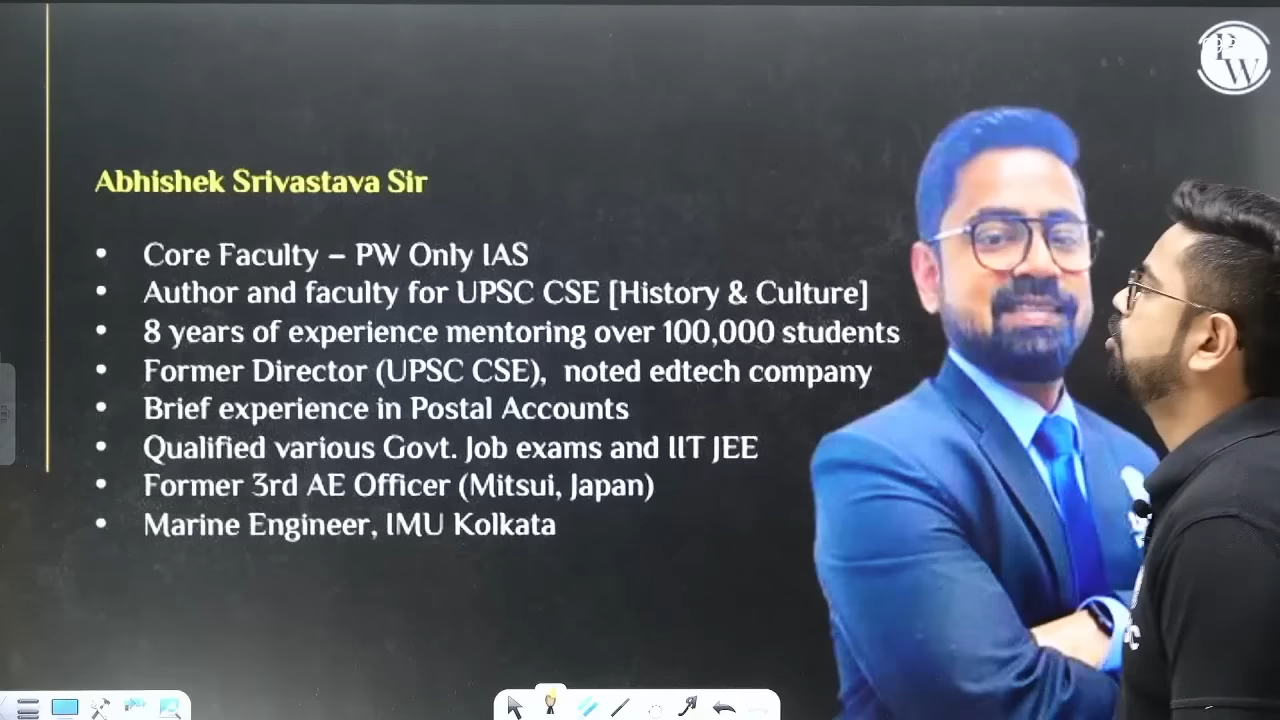 PW
Abhishek Srivastava Sir
• Core Faculty – PW Only IAS
• Author and faculty for UPSC CSE [History & Culture]
• 8 years of experience mentoring over 100,000 students
• Former Director (UPSC CSE), noted edtech company
• Brief experience in Postal Accounts
• Qualified various Govt. Job exams and IIT JEE
• Former 3rd AE Officer (Mitsui, Japan)
• Marine Engineer, IMU Kolkata